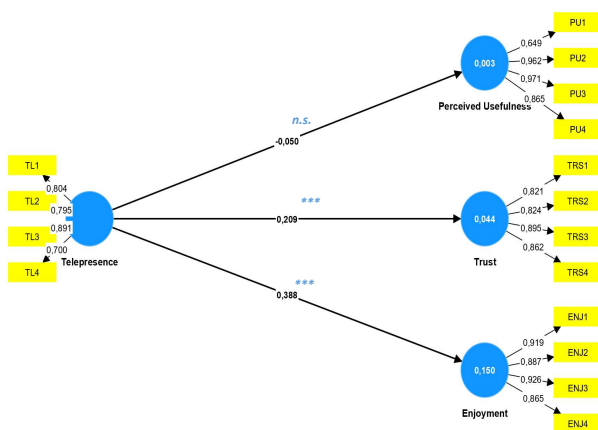 PU1
0,649
0,003
0,962
PU2
0,971
PU3
0,865
Perceived Usefulness
PU4
n.s.
-0,050
TL1
0,804
TL2
0,795
TL3
0,891
0,700
TL4
Telepresence
***
0,209
TRS1
0,821
0,824
TRS2
0,044
0,895
TRS3
0,862
Trust
TRS4
***
0,388
ENJ1
0,919
0,887
ENJ2
0,150
0,926
ENJ3
0,865
Enjoyment
ENJ4